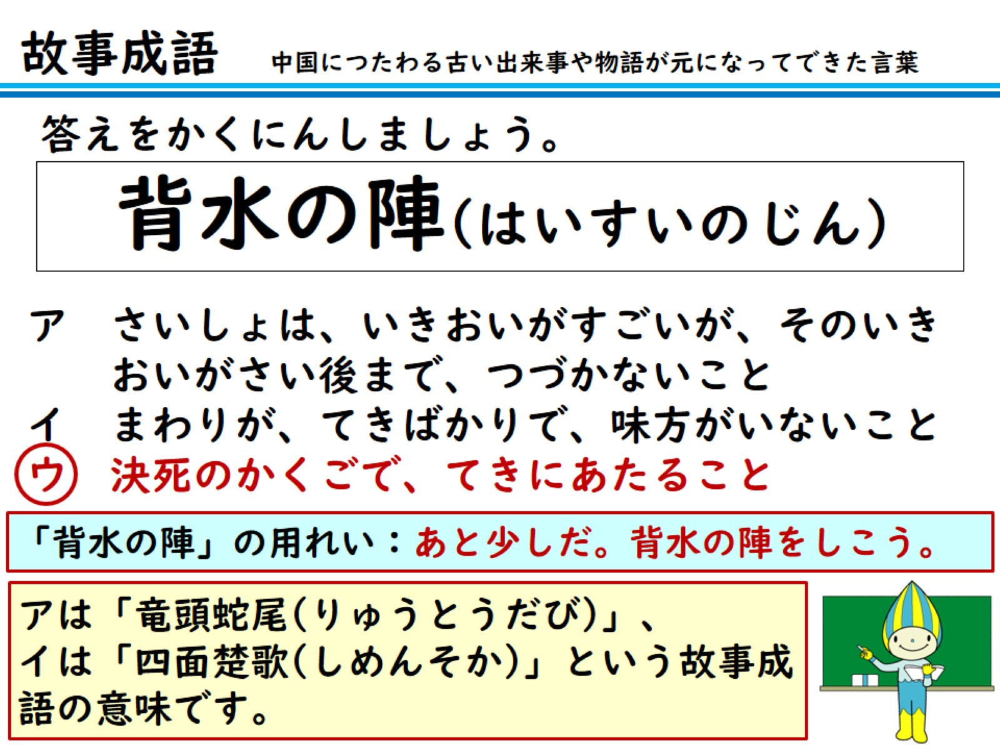 故事成語 中国につたわる古い出来事や物語が元になってできた言葉
答えをかくにんしましょう。
背水の陣(はいすいのじん)
ア さいしょは、いきおいがすごいが、そのいき
おいがさい後まで、つづかないこと
イ まわりが、てきばかりで、味方がいないこと
ウ 決死のかくごで、てきにあたること
「背水の陣」の用れい：あと少しだ。背水の陣をしこう。
アは「竜頭蛇尾(りゅうとうだび)」、
イは「四面楚歌(しめんそか)」という故事成
語の意味です。